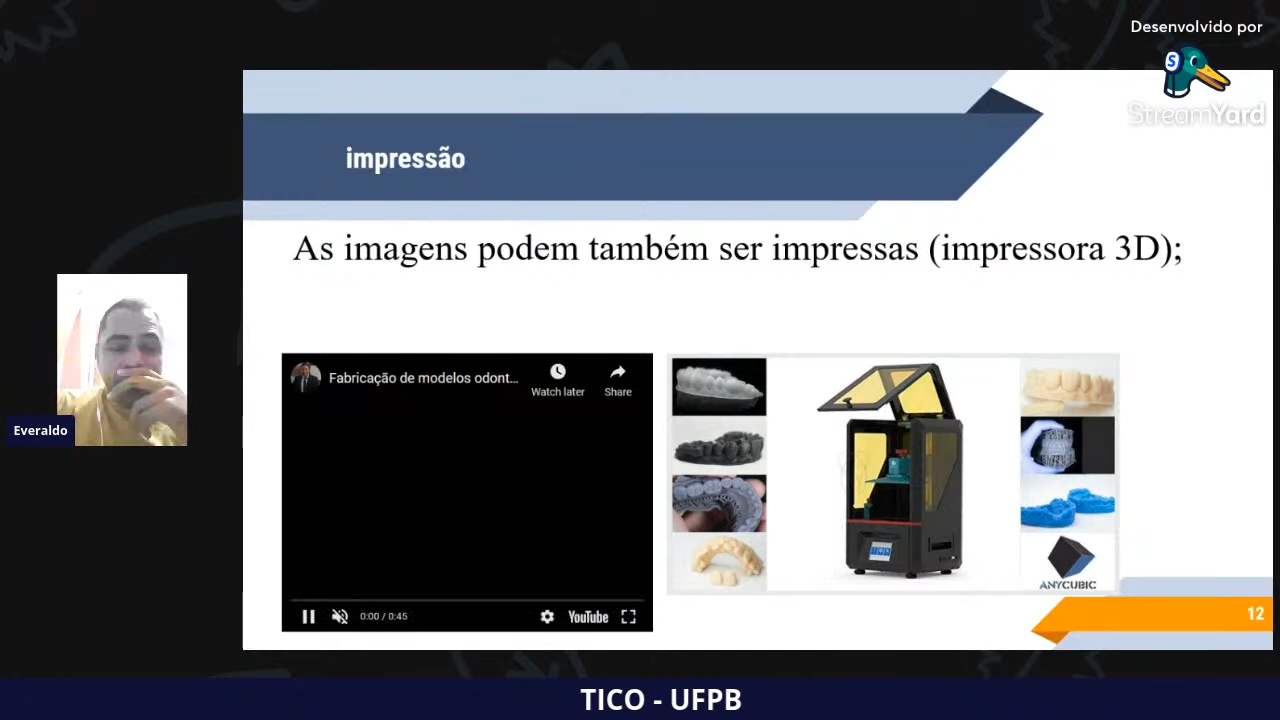 Desenvolvido por
StreamYard
impressão
As imagens podem também ser impressas (impressora 3D);
Fabricação de modelos odont...
Watch later
Share
0:00 / 0:45
YouTube
ANYCUBIC
12
Everaldo
TICO - UFPB